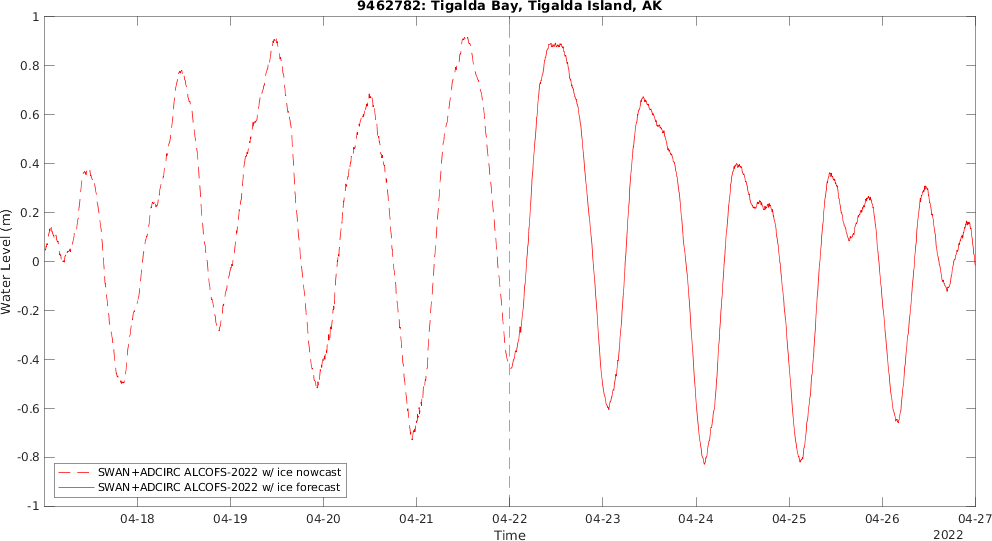 9462782: Tigalda Bay, Tigalda Island, AK
1
0.8
0.6
0.4
0.2
0
-0.2
-0.4
-0.6
-0.8
-1
Water Level (m)
SWAN+ADCIRC ALCOFS-2022 w/ ice nowcast
SWAN+ADCIRC ALCOFS-2022 w/ ice forecast
04-18 04-19 04-20 04-21 04-22 04-23 04-24 04-25 04-26 04-27
Time
2022